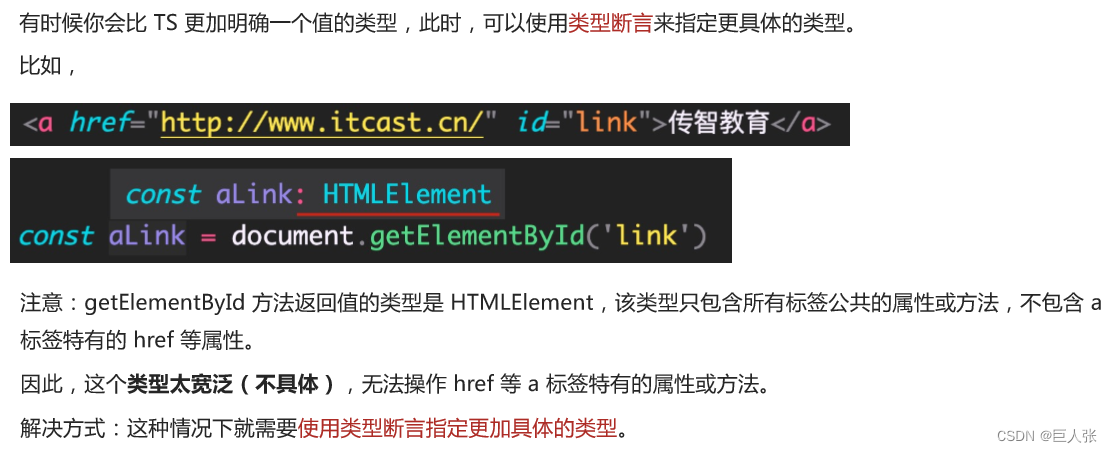 有时候你会比 TS 更加明确一个值的类型，此时，可以使用类型断言来指定更具体的类型。
比如，
<a href="http://www.itcast.cn/" id="link">传智教育</a>
const aLink: HTMLElement
const aLink = document.getElementById('link')
注意：getElementById 方法返回值的类型是 HTMLElement，该类型只包含所有标签公共的属性或方法，不包含 a
标签特有的 href 等属性。
因此，这个类型太宽泛（不具体），无法操作 href 等 a 标签特有的属性或方法。
解决方式：这种情况下就需要使用类型断言指定更加具体的类型。
CSDN @巨人张